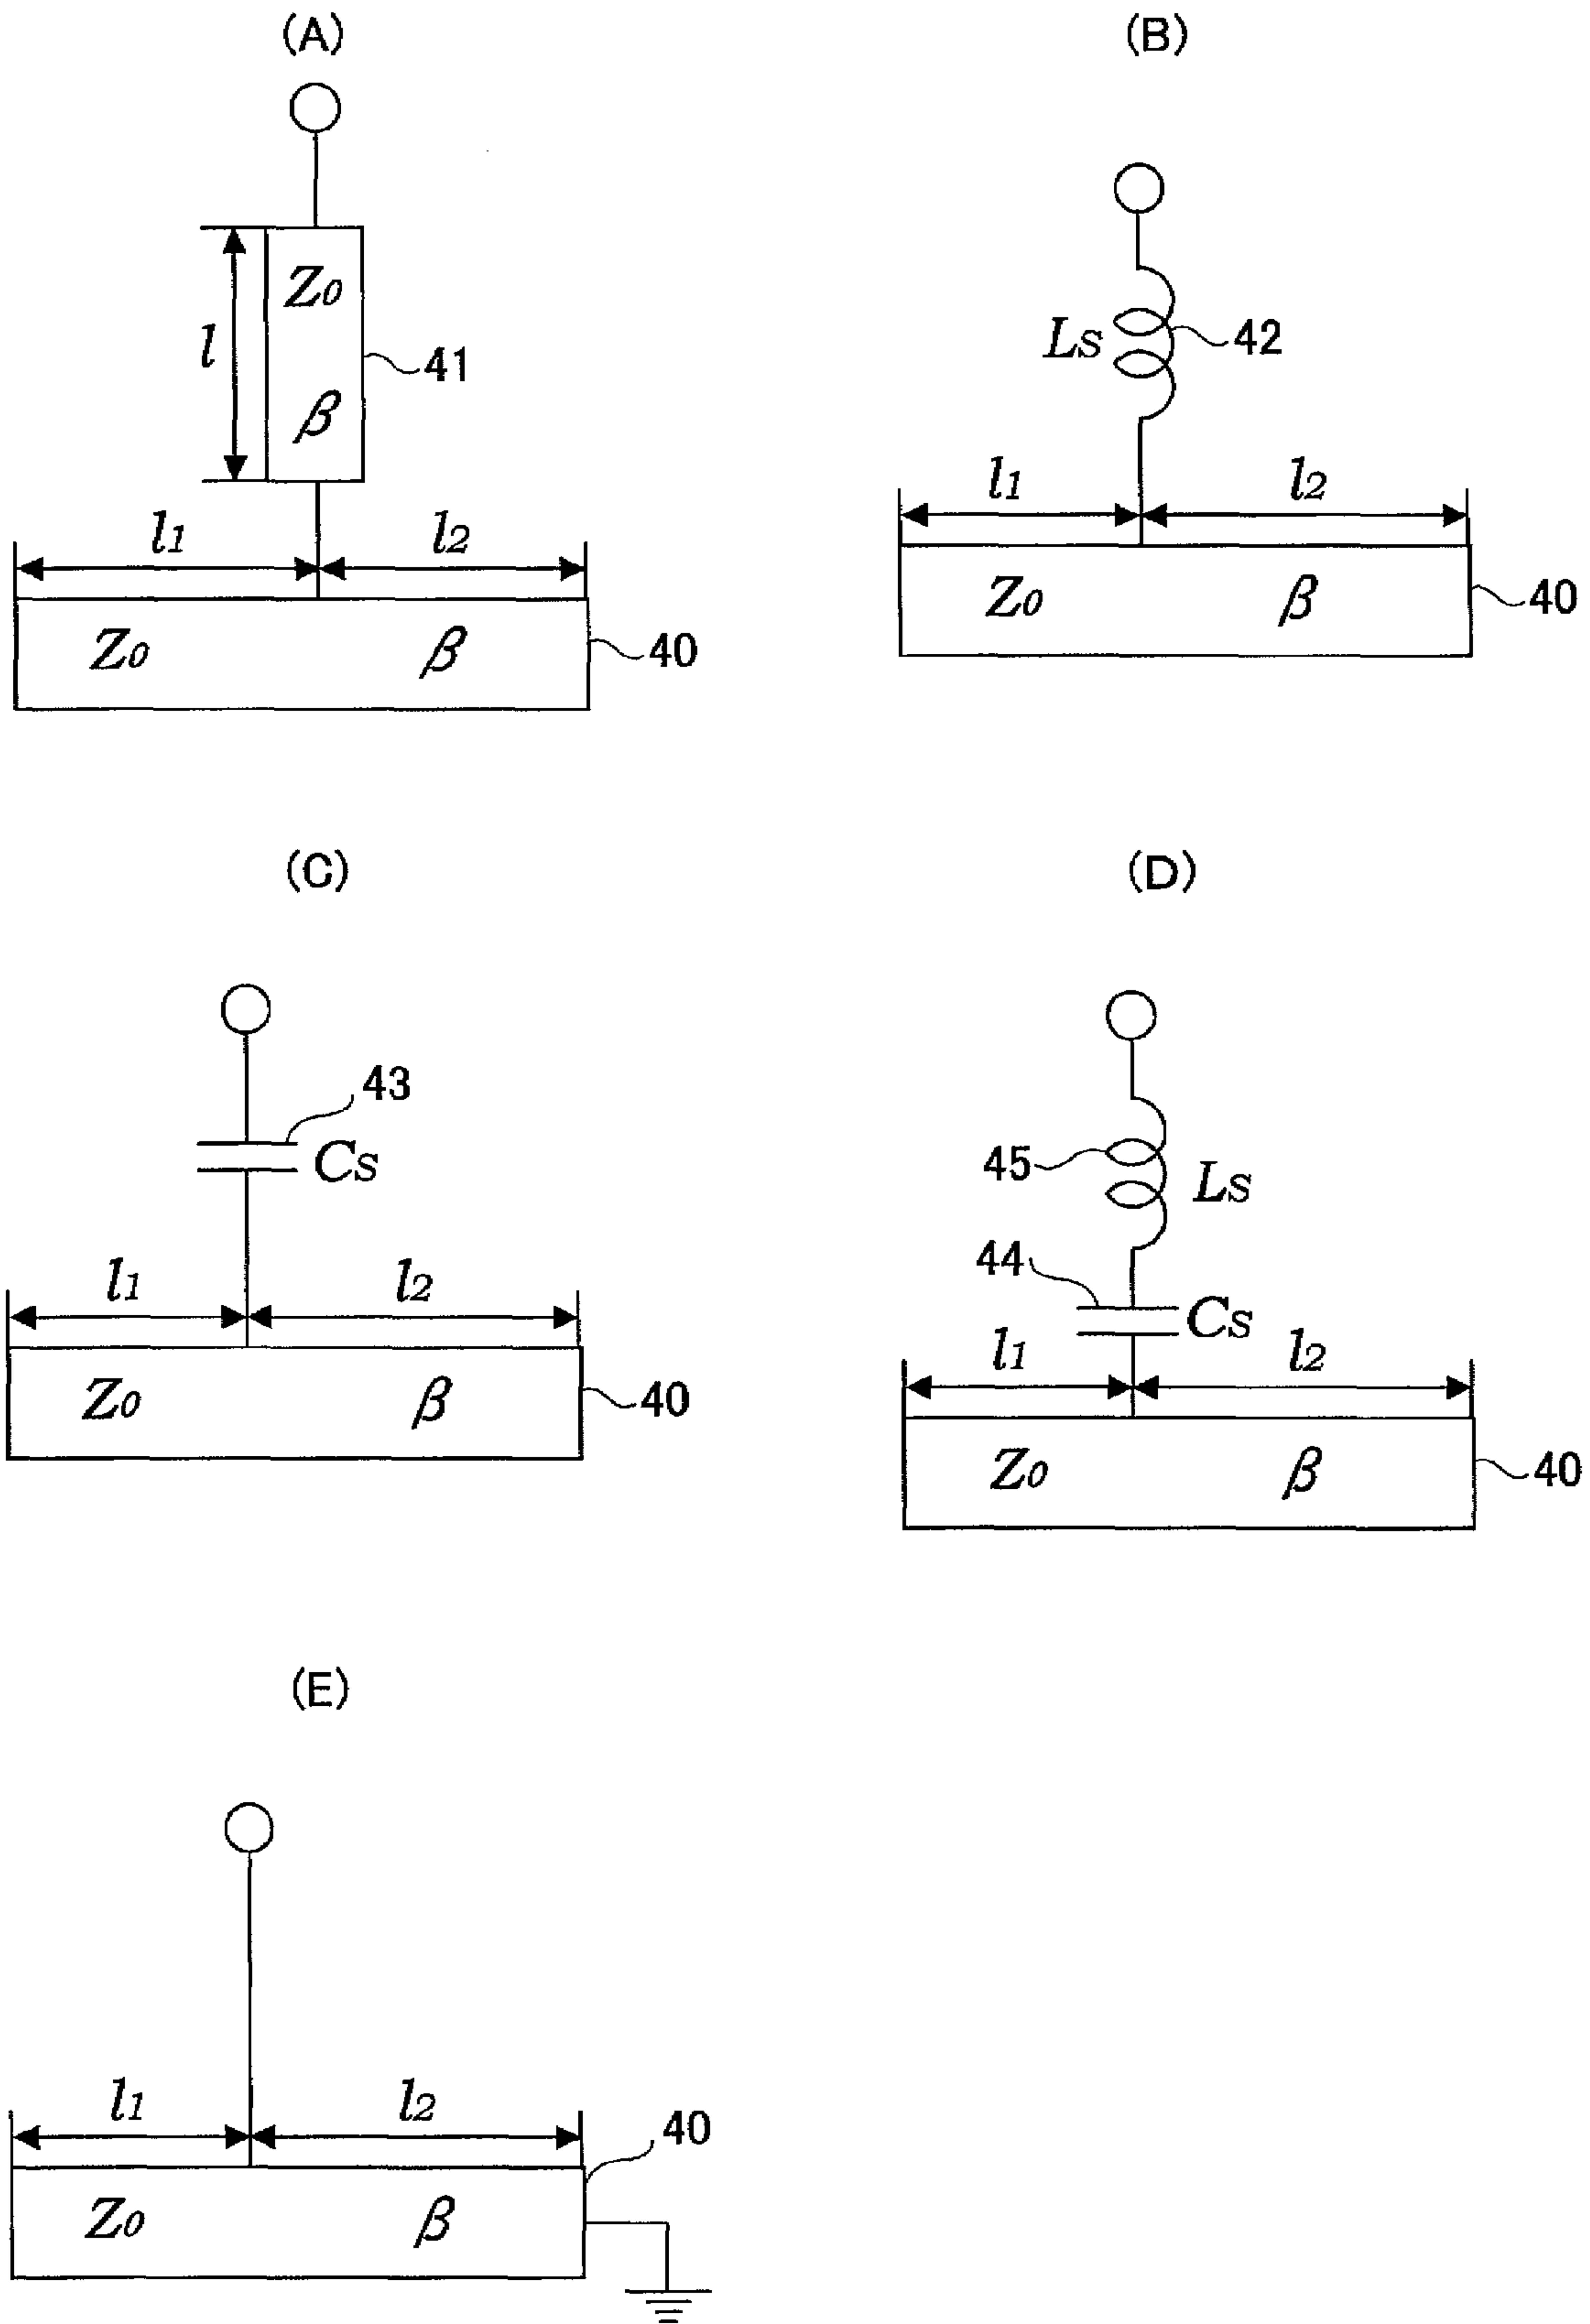 (A)
Z0
l
41
β
l1 l2
Z0 β 40
(B)
Ls 42
l1 l2
Z0 β 40
(C)
43
Cs
l1 l2
Z0 β 40
(D)
45 Ls
44
Cs
l1 l2
Z0 β 40
(E)
l1 l2
40
Z0 β